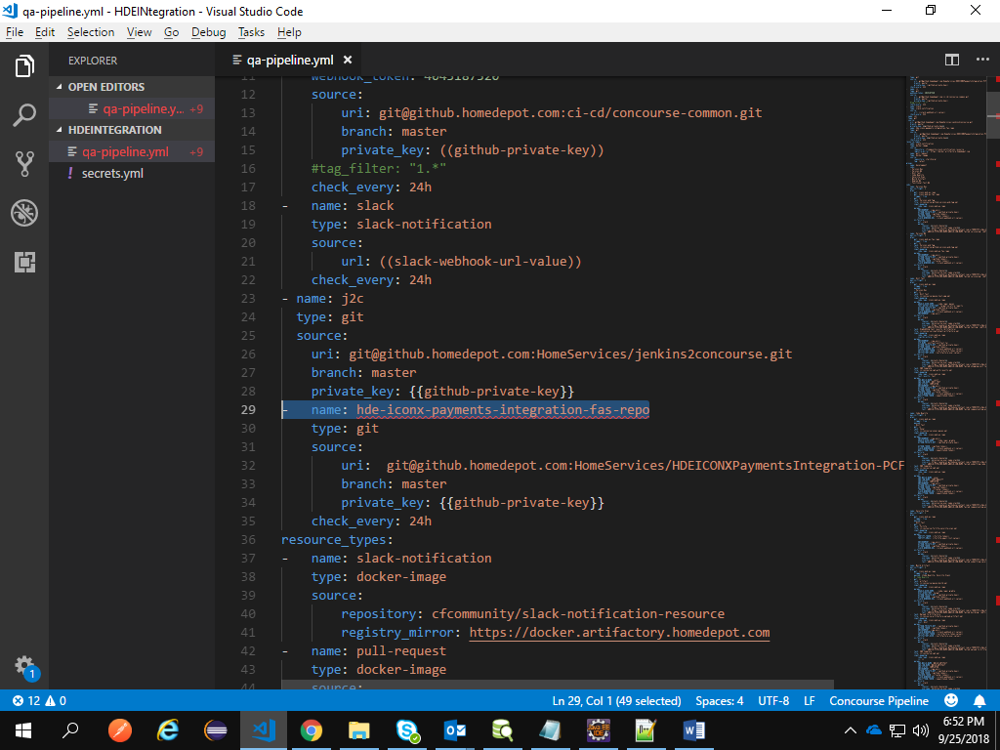 qa-pipeline.yml - HDEINtegration - Visual Studio Code
File Edit Selection View Go Debug Tasks Help
EXPLORER
OPEN EDITORS
qa-pipeline.y... +9
HDEINTEGRATION
qa-pipeline.yml +9
! secrets.yml
qa-pipeline.yml ×
12 source:
13 uri: git@github.homedepot.com:ci-cd/concourse-common.git
14 branch: master
15 private_key: ((github-private-key))
16 #tag_filter: "1.*"
17 check_every: 24h
18 - name: slack
19 type: slack-notification
20 source:
21 url: ((slack-webhook-url-value))
22 check_every: 24h
23 - name: j2c
24 type: git
25 source:
26 uri: git@github.homedepot.com:HomeServices/jenkins2concourse.git
27 branch: master
28 private_key: {{github-private-key}}
29 - name: hde-iconx-payments-integration-fas-repo
30 type: git
31 source:
32 uri: git@github.homedepot.com:HomeServices/HDEICONXPaymentsIntegration-PCF
33 branch: master
34 private_key: {{github-private-key}}
35 check_every: 24h
36 resource_types:
37 - name: slack-notification
38 type: docker-image
39 source:
40 repository: cfcommunity/slack-notification-resource
41 registry_mirror: https://docker.artifactory.homedepot.com
42 - name: pull-request
43 type: docker-image
44 source:
1
12 0 Ln 29, Col 1 (49 selected) Spaces: 4 UTF-8 LF Concourse Pipeline
6:52 PM
9/25/2018